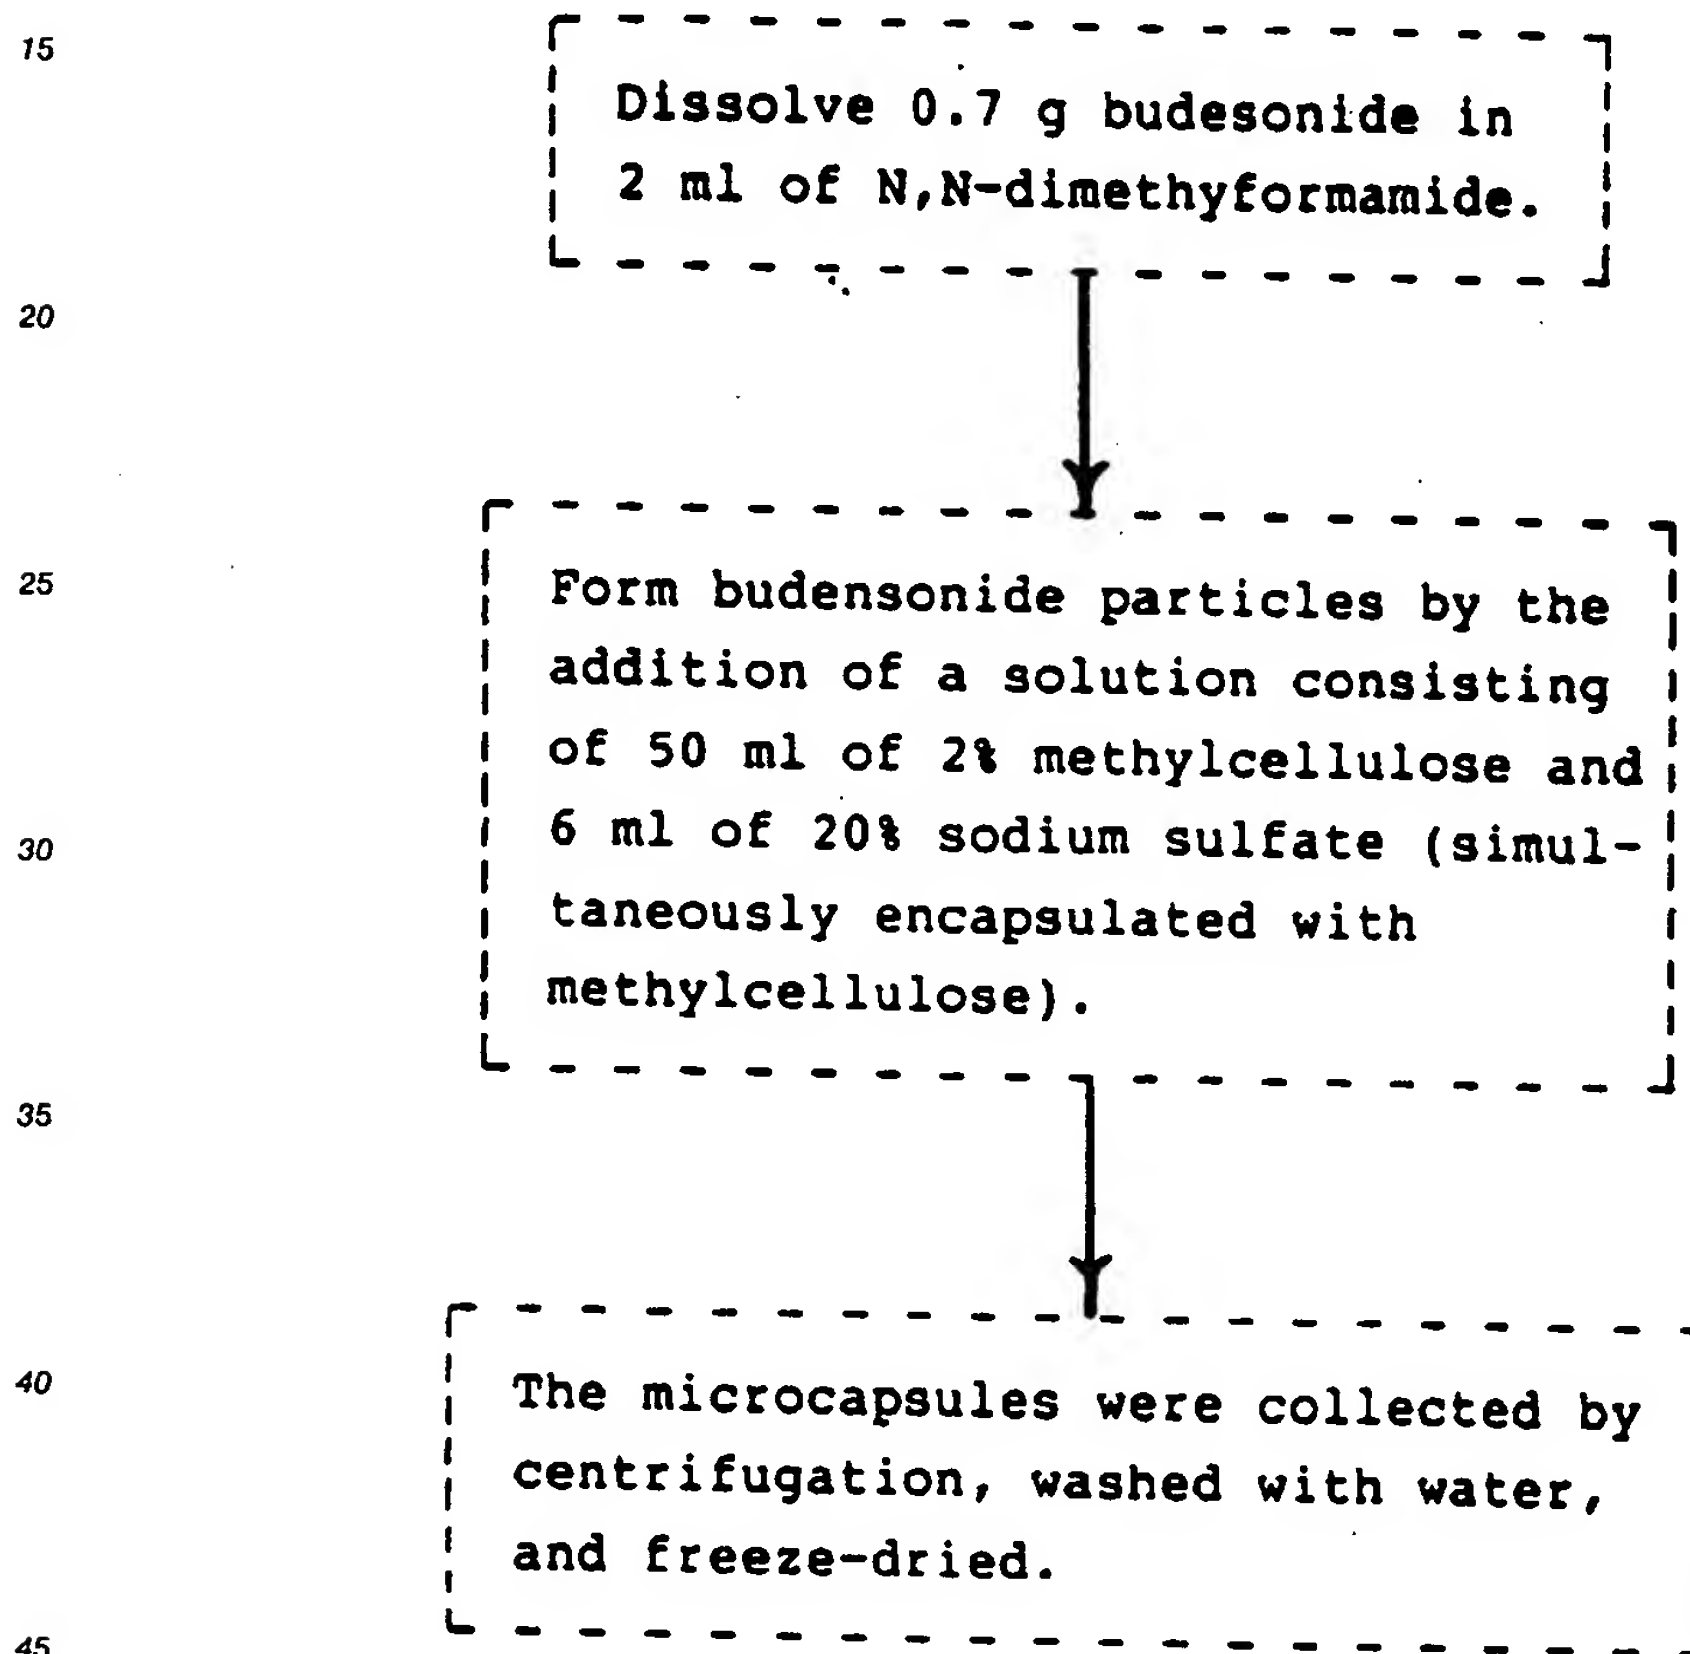 15
Dissolve 0.7 g budesonide in
2 ml of N,N-dimethyformamide.
20
25
Form budensonide particles by the
addition of a solution consisting
of 50 ml of 2% methylcellulose and
30
6 ml of 20% sodium sulfate (simul-
taneously encapsulated with
methylcellulose).
35
40
The microcapsules were collected by
centrifugation, washed with water,
and freeze-dried.
45